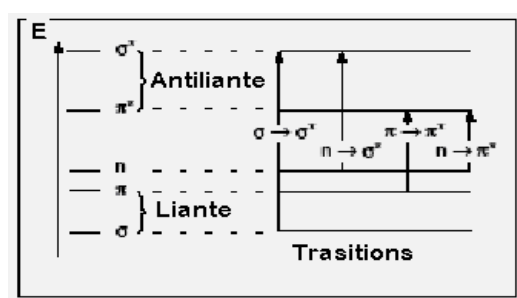 E
σ*
Antiliante
π*
σ → σ*
π → π*
n → σ*
n → π*
n
π
Liante
σ
Trasitions